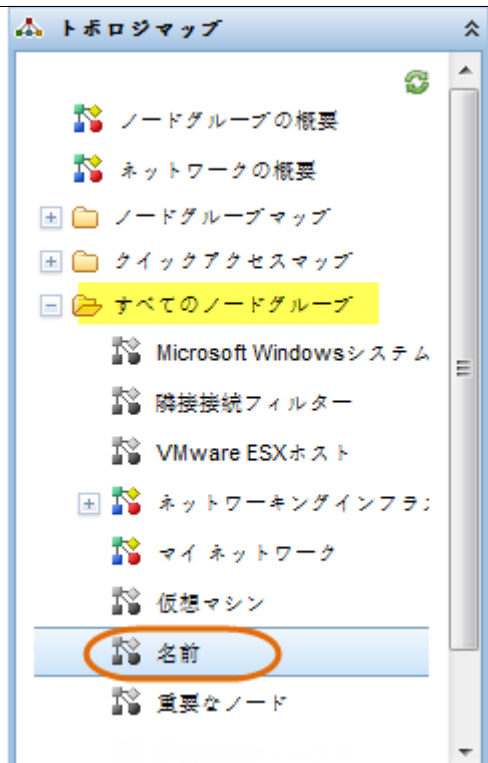 トポロジマップ
ノードグループの概要
ネットワークの概要
ノードグループマップ
クイックアクセスマップ
すべてのノードグループ
Microsoft Windowsシステム
隣接接続フィルター
VMware ESXホスト
ネットワーキングインフラ
マイ ネットワーク
仮想マシン
名前
重要なノード